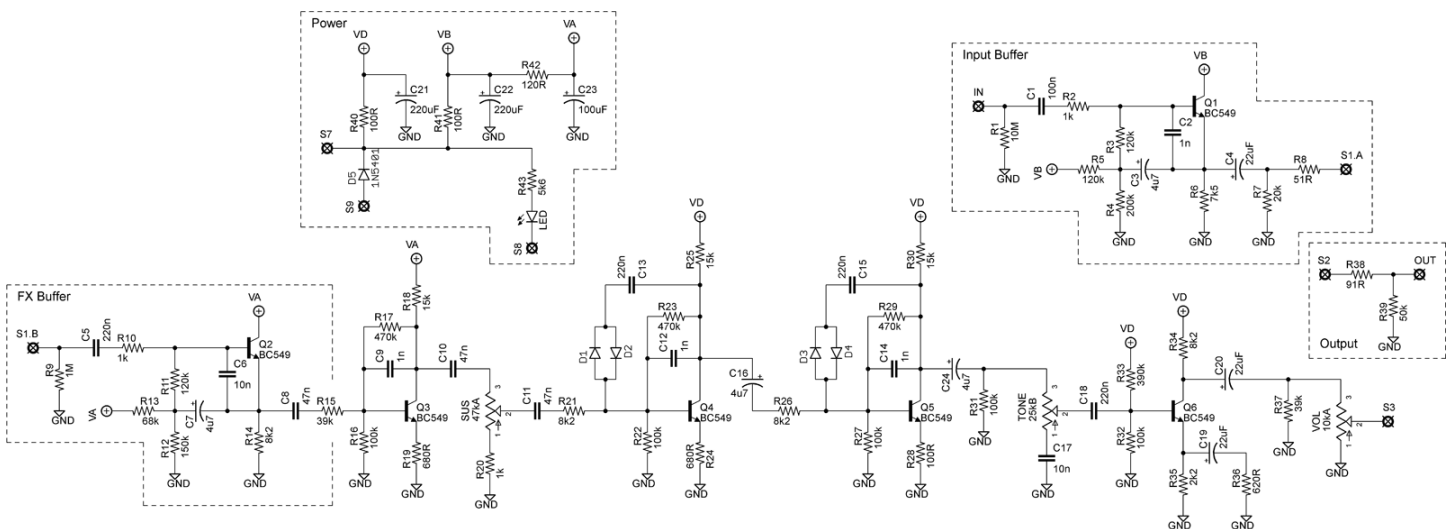 Power
VD
VB
VA
R42
120R
C21
220uF
C22
220uF
C23
100uF
R40
100R
R41
100R
GND
GND
GND
S7
D5
1N5401
S9
R43
5k6
LED
S8
Input Buffer
VB
IN
C1
100n
R2
1k
Q1
BC549
R1
10M
GND
R3
120k
C2
1n
VB
R5
120k
C3
4u7
C4
22uF
R8
51R
S1.A
R4
200k
R6
7k5
R7
20k
GND
GND
GND
S2
R38
91R
OUT
R39
50k
GND
Output
FX Buffer
VA
S1.B
C5
220n
R10
1k
Q2
BC549
R9
1M
GND
R11
120k
C6
10n
VA
R13
68k
C7
4u7
R12
150k
R14
8k2
GND
GND
C8
47n
R15
39k
VA
R18
15k
R17
470k
C9
1n
C10
47n
Q3
BC549
R16
100k
R19
680R
GND
GND
SUS
47kA
3
2
1
R20
1k
GND
C11
47n
R21
8k2
220n
C13
D1
D2
VD
R25
15k
R23
470k
C12
1n
Q4
BC549
R22
100k
680R
R24
GND
GND
C16
4u7
R26
8k2
220n
C15
D3
D4
VD
R30
15k
R29
470k
C14
1n
Q5
BC549
R27
100k
R28
100R
GND
GND
C24
4u7
R31
100k
GND
TONE
25kB
3
2
1
C17
10n
GND
C18
220n
VD
R33
390k
R32
100k
GND
VD
R34
8k2
Q6
BC549
C20
22uF
C19
22uF
R35
2k2
R36
620R
GND
GND
R37
39k
GND
VOL
10kA
3
2
1
S3
GND